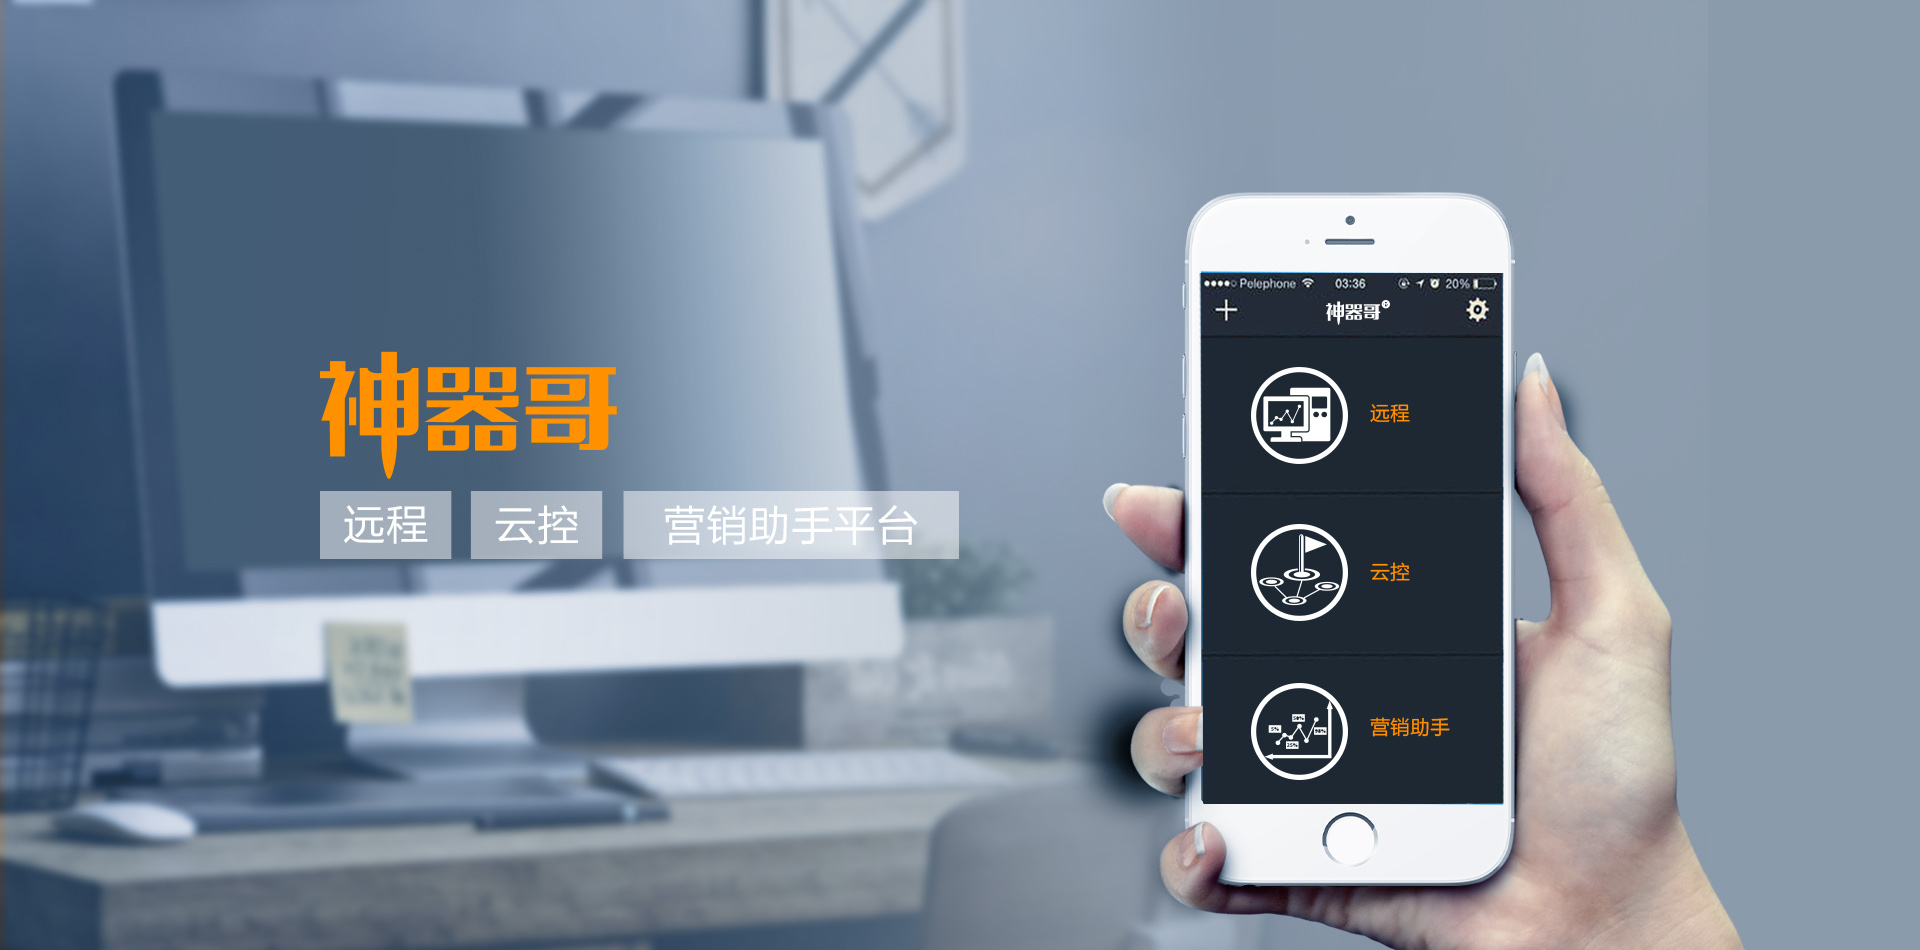 神器哥
远程 云控 营销助手平台
Pelephone 03:36 20%
神器哥
远程
云控
营销助手